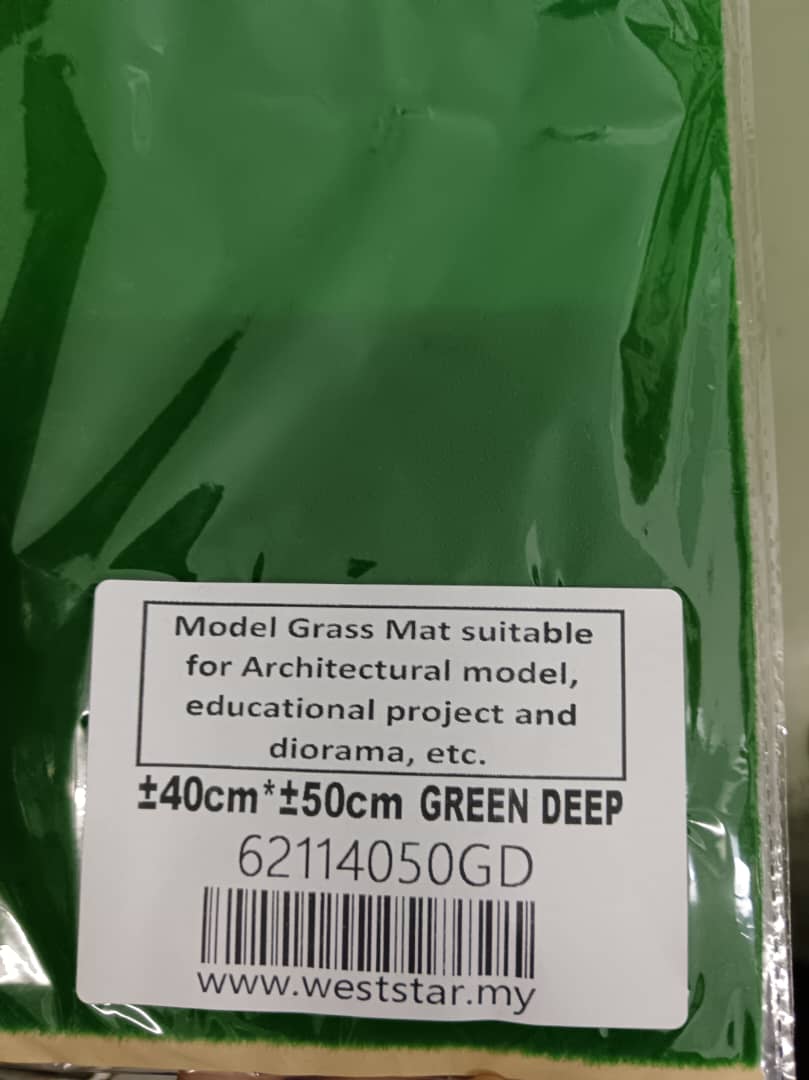 Model Grass Mat suitable
for Architectural model,
educational project and
diorama, etc.
±40cm*±50cm GREEN DEEP
62114050GD
www.weststar.my